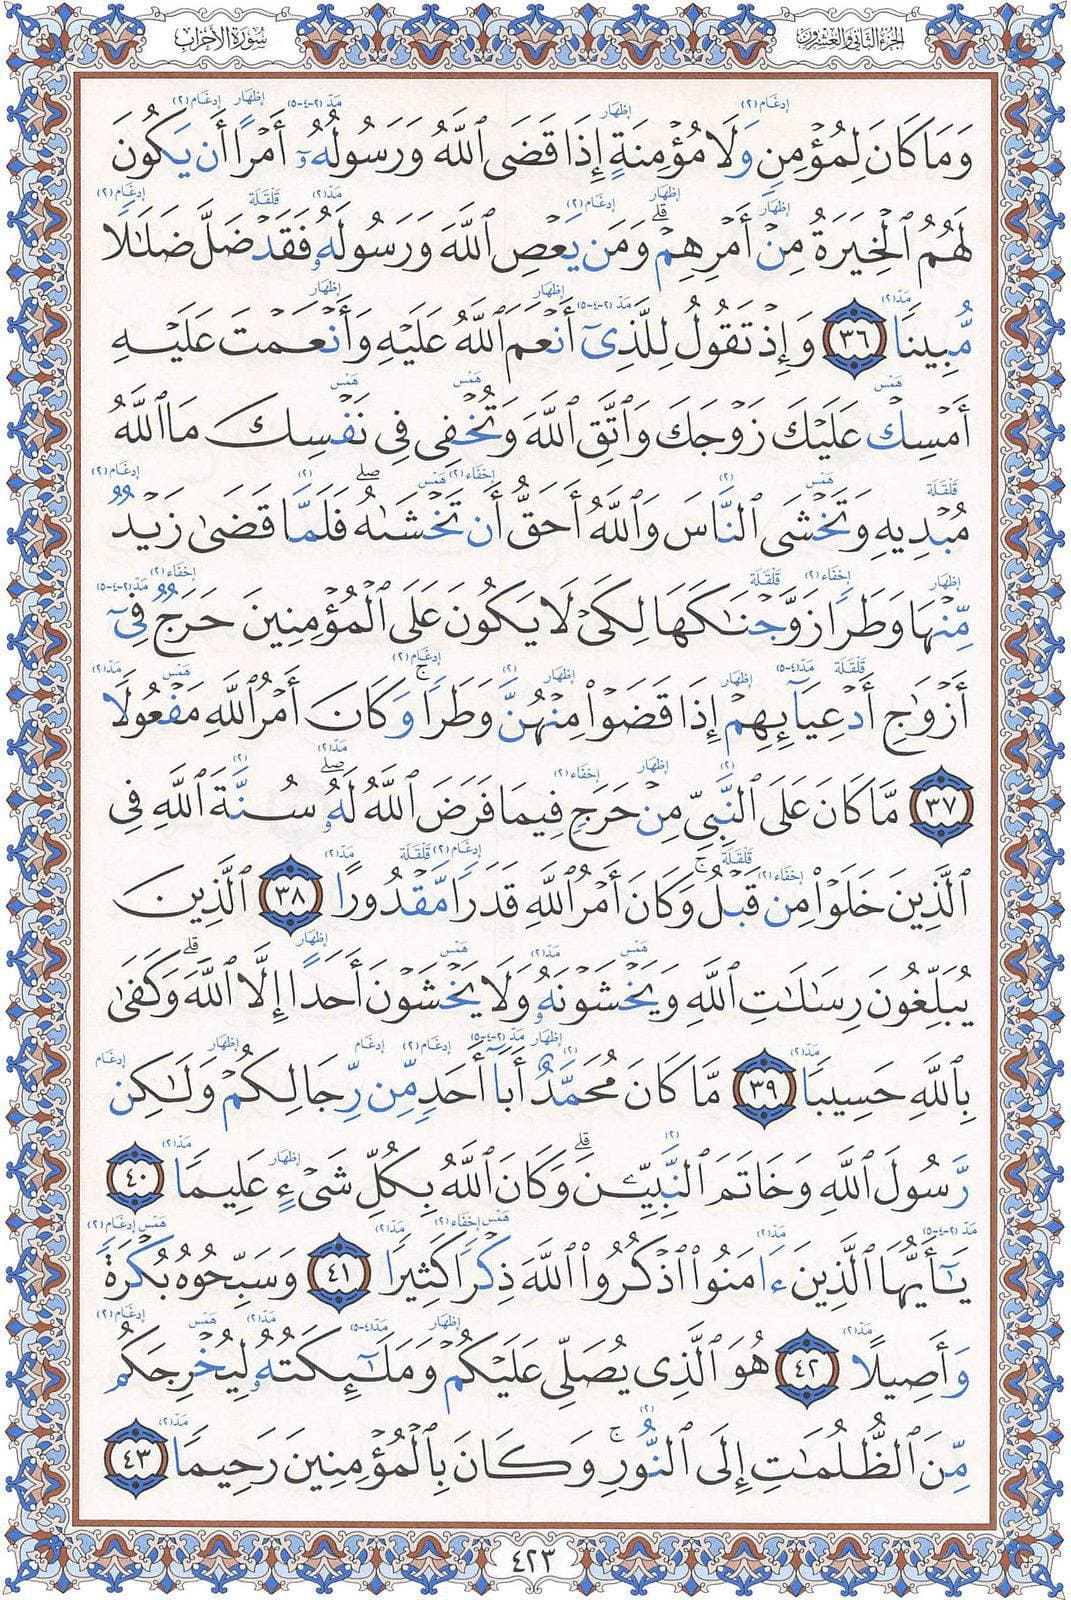 الجزء الثاني والعشرون
سورة الأحزاب
وَمَا كَانَ لِمُؤْمِنٍ وَلَا مُؤْمِنَةٍ إِذَا قَضَى ٱللَّهُ وَرَسُولُهُۥٓ أَمْرًا أَن يَكُونَ
لَهُمُ ٱلْخِيَرَةُ مِنْ أَمْرِهِمْ ۗ وَمَن يَعْصِ ٱللَّهَ وَرَسُولَهُۥ فَقَدْ ضَلَّ ضَلَٰلًا
مُّبِينًا ٣٦ وَإِذْ تَقُولُ لِلَّذِىٓ أَنْعَمَ ٱللَّهُ عَلَيْهِ وَأَنْعَمْتَ عَلَيْهِ
أَمْسِكْ عَلَيْكَ زَوْجَكَ وَٱتَّقِ ٱللَّهَ وَتُخْفِى فِى نَفْسِكَ مَا ٱللَّهُ
مُبْدِيهِ وَتَخْشَى ٱلنَّاسَ وَٱللَّهُ أَحَقُّ أَن تَخْشَىٰهُ ۖ فَلَمَّا قَضَىٰ زَيْدٌ
مِّنْهَا وَطَرًا زَوَّجْنَٰكَهَا لِكَىْ لَا يَكُونَ عَلَى ٱلْمُؤْمِنِينَ حَرَجٌ فِىٓ
أَزْوَٰجِ أَدْعِيَآئِهِمْ إِذَا قَضَوْا۟ مِنْهُنَّ وَطَرًا ۚ وَكَانَ أَمْرُ ٱللَّهِ مَفْعُولًا
٣٧ مَّا كَانَ عَلَى ٱلنَّبِىِّ مِنْ حَرَجٍ فِيمَا فَرَضَ ٱللَّهُ لَهُۥ ۖ سُنَّةَ ٱللَّهِ فِى
ٱلَّذِينَ خَلَوْا۟ مِن قَبْلُ ۚ وَكَانَ أَمْرُ ٱللَّهِ قَدَرًا مَّقْدُورًا ٣٨ ٱلَّذِينَ
يُبَلِّغُونَ رِسَٰلَٰتِ ٱللَّهِ وَيَخْشَوْنَهُۥ وَلَا يَخْشَوْنَ أَحَدًا إِلَّا ٱللَّهَ ۗ وَكَفَىٰ
بِٱللَّهِ حَسِيبًا ٣٩ مَّا كَانَ مُحَمَّدٌ أَبَآ أَحَدٍ مِّن رِّجَالِكُمْ وَلَٰكِن
رَّسُولَ ٱللَّهِ وَخَاتَمَ ٱلنَّبِيِّـۧنَ ۗ وَكَانَ ٱللَّهُ بِكُلِّ شَىْءٍ عَلِيمًا ٤٠
يَٰٓأَيُّهَا ٱلَّذِينَ ءَامَنُوا۟ ٱذْكُرُوا۟ ٱللَّهَ ذِكْرًا كَثِيرًا ٤١ وَسَبِّحُوهُ بُكْرَةً
وَأَصِيلًا ٤٢ هُوَ ٱلَّذِى يُصَلِّى عَلَيْكُمْ وَمَلَٰٓئِكَتُهُۥ لِيُخْرِجَكُم
مِّنَ ٱلظُّلُمَٰتِ إِلَى ٱلنُّورِ ۚ وَكَانَ بِٱلْمُؤْمِنِينَ رَحِيمًا ٤٣
٤٢٣